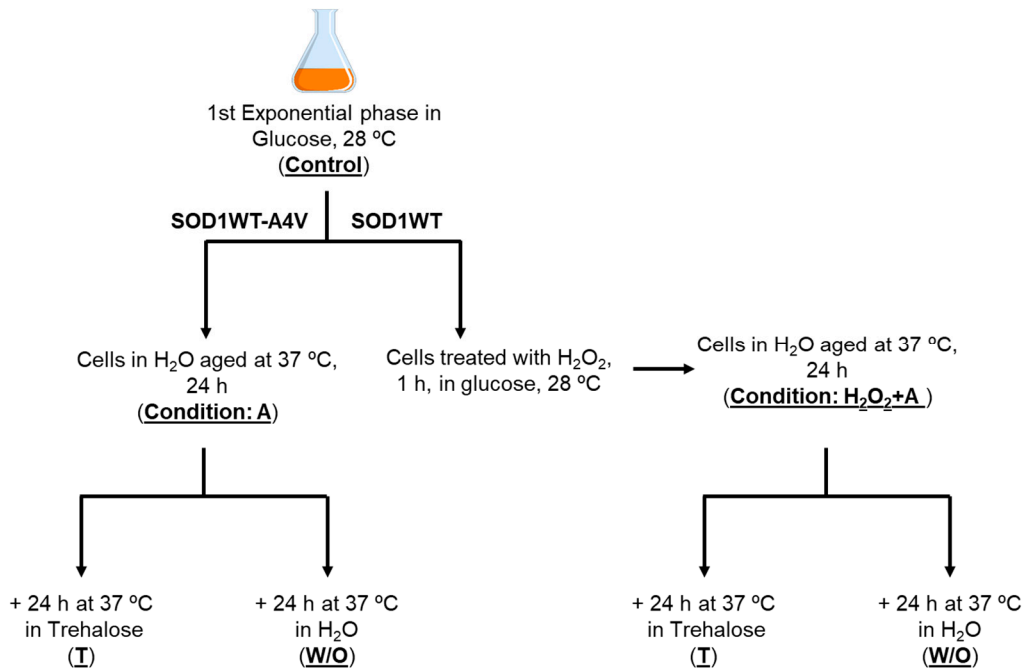 1st Exponential phase in
Glucose, 28 ºC
(Control)
SOD1WT-A4V
SOD1WT
Cells in H₂O aged at 37 ºC,
24 h
(Condition: A)
Cells treated with H₂O₂,
1 h, in glucose, 28 ºC
Cells in H₂O aged at 37 ºC,
24 h
(Condition: H₂O₂+A )
+ 24 h at 37 ºC
in Trehalose
(T)
+ 24 h at 37 ºC
in H₂O
(W/O)
+ 24 h at 37 ºC
in Trehalose
(T)
+ 24 h at 37 ºC
in H₂O
(W/O)